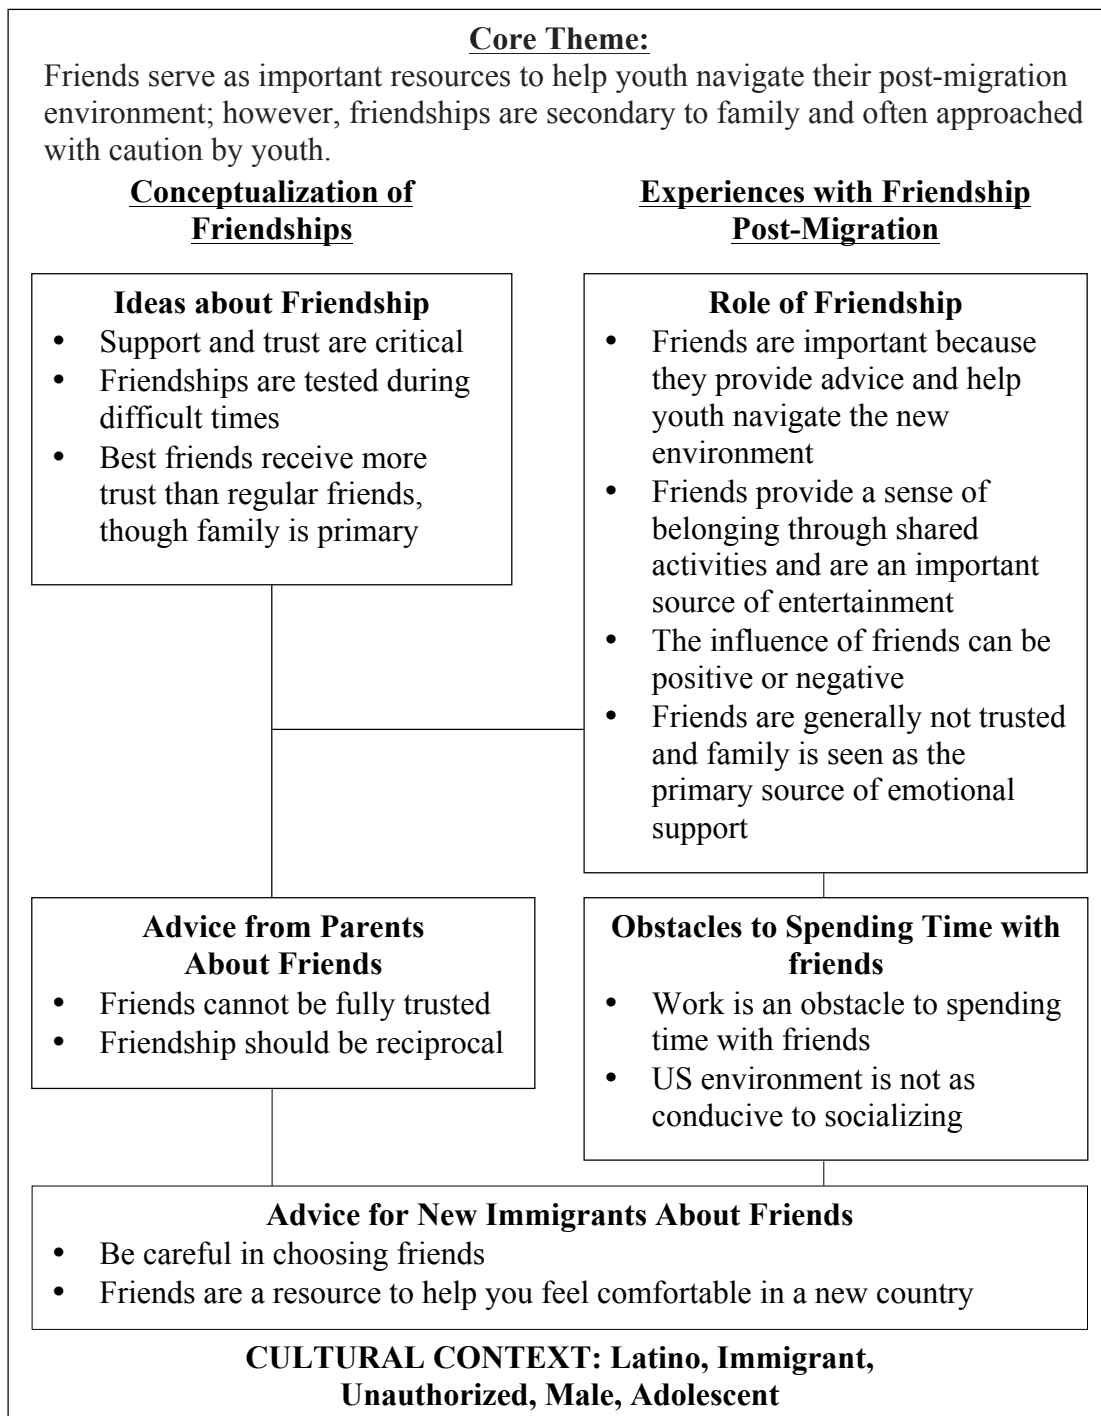 Core Theme:
Friends serve as important resources to help youth navigate their post-migration
environment; however, friendships are secondary to family and often approached
with caution by youth.
Conceptualization of
Friendships
Ideas about Friendship
• Support and trust are critical
• Friendships are tested during
difficult times
• Best friends receive more
trust than regular friends,
though family is primary
Advice from Parents
About Friends
• Friends cannot be fully trusted
• Friendship should be reciprocal
Experiences with Friendship
Post-Migration
Role of Friendship
• Friends are important because
they provide advice and help
youth navigate the new
environment
• Friends provide a sense of
belonging through shared
activities and are an important
source of entertainment
• The influence of friends can be
positive or negative
• Friends are generally not trusted
and family is seen as the
primary source of emotional
support
Obstacles to Spending Time with
friends
• Work is an obstacle to spending
time with friends
• US environment is not as
conducive to socializing
Advice for New Immigrants About Friends
• Be careful in choosing friends
• Friends are a resource to help you feel comfortable in a new country
CULTURAL CONTEXT: Latino, Immigrant,
Unauthorized, Male, Adolescent